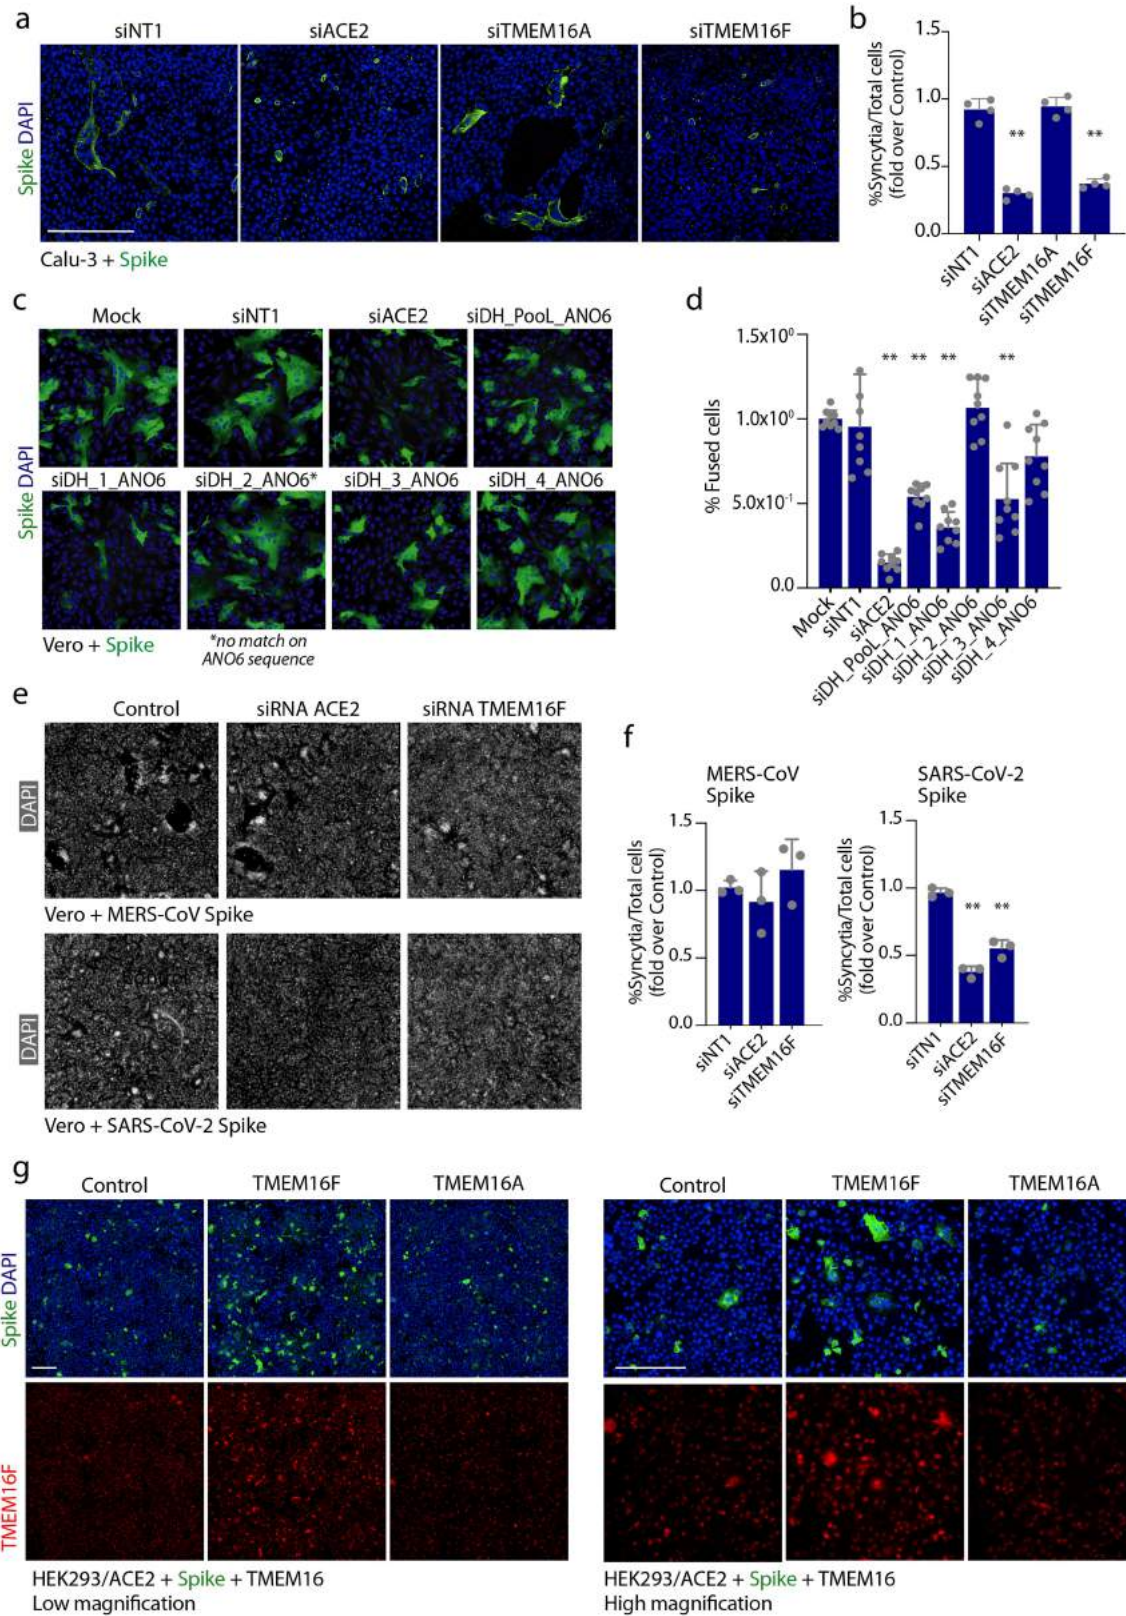 a
siNT1 siACE2 siTMEM16A siTMEM16F
Spike DAPI
Calu-3 + Spike
b
%Syncytia/Total cells
(fold over Control)
1.5
1.0
0.5
0.0
** **
siNT1
siACE2
siTMEM16A
siTMEM16F
c
Mock siNT1 siACE2 siDH_PooL_ANO6
siDH_1_ANO6 siDH_2_ANO6* siDH_3_ANO6 siDH_4_ANO6
Spike DAPI
Vero + Spike
*no match on
ANO6 sequence
d
% Fused cells
1.5x10⁰
1.0x10⁰
5.0x10⁻¹
0.0
** ** ** **
Mock
siNT1
siACE2
siDH_PooL_ANO6
siDH_1_ANO6
siDH_2_ANO6
siDH_3_ANO6
siDH_4_ANO6
e
Control siRNA ACE2 siRNA TMEM16F
DAPI
Vero + MERS-CoV Spike
DAPI
Vero + SARS-CoV-2 Spike
f
MERS-CoV
Spike
%Syncytia/Total cells
(fold over Control)
1.5
1.0
0.5
0.0
siNT1
siACE2
siTMEM16F
SARS-CoV-2
Spike
%Syncytia/Total cells
(fold over Control)
1.5
1.0
0.5
0.0
** **
siTN1
siACE2
siTMEM16F
g
Control TMEM16F TMEM16A
Spike DAPI
TMEM16F
HEK293/ACE2 + Spike + TMEM16
Low magnification
Control TMEM16F TMEM16A
HEK293/ACE2 + Spike + TMEM16
High magnification